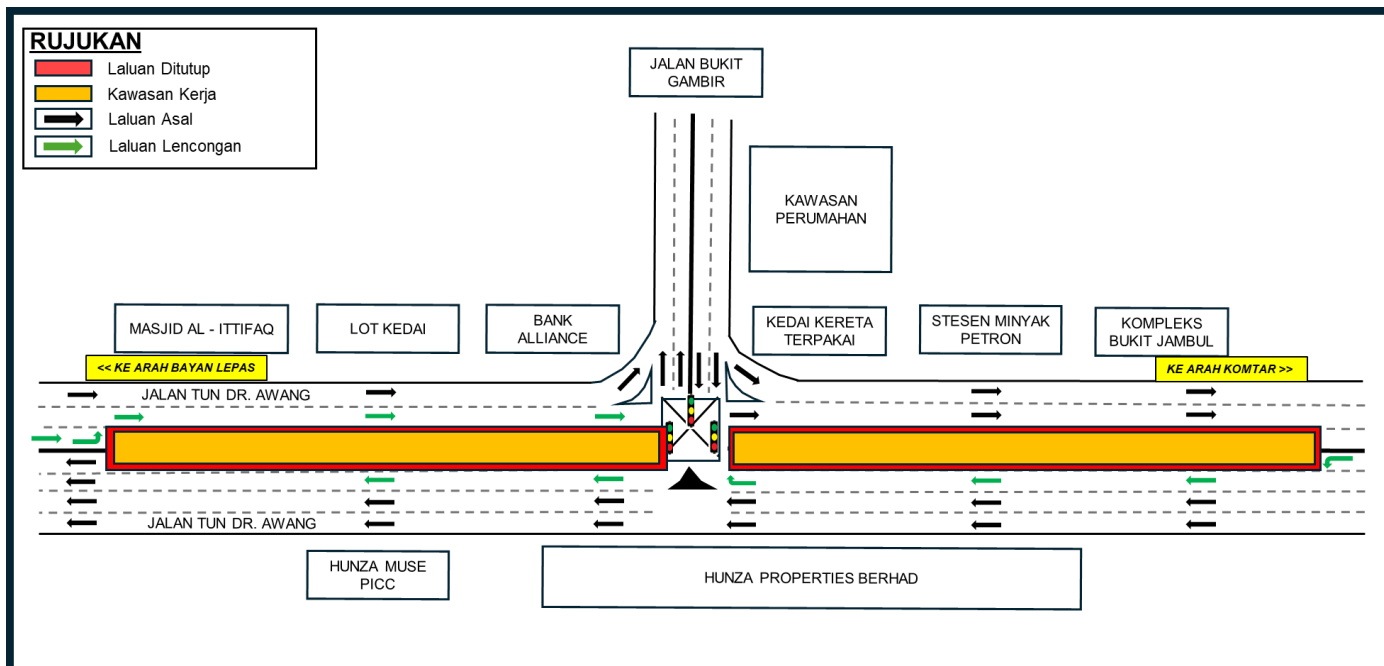 RUJUKAN
Laluan Ditutup
Kawasan Kerja
Laluan Asal
Laluan Lencongan
JALAN BUKIT
GAMBIR
KAWASAN
PERUMAHAN
MASJID AL - ITTIFAQ
LOT KEDAI
BANK
ALLIANCE
KEDAI KERETA
TERPAKAI
STESEN MINYAK
PETRON
KOMPLEKS
BUKIT JAMBUL
<< KE ARAH BAYAN LEPAS
KE ARAH KOMTAR >>
JALAN TUN DR. AWANG
JALAN TUN DR. AWANG
HUNZA MUSE
PICC
HUNZA PROPERTIES BERHAD